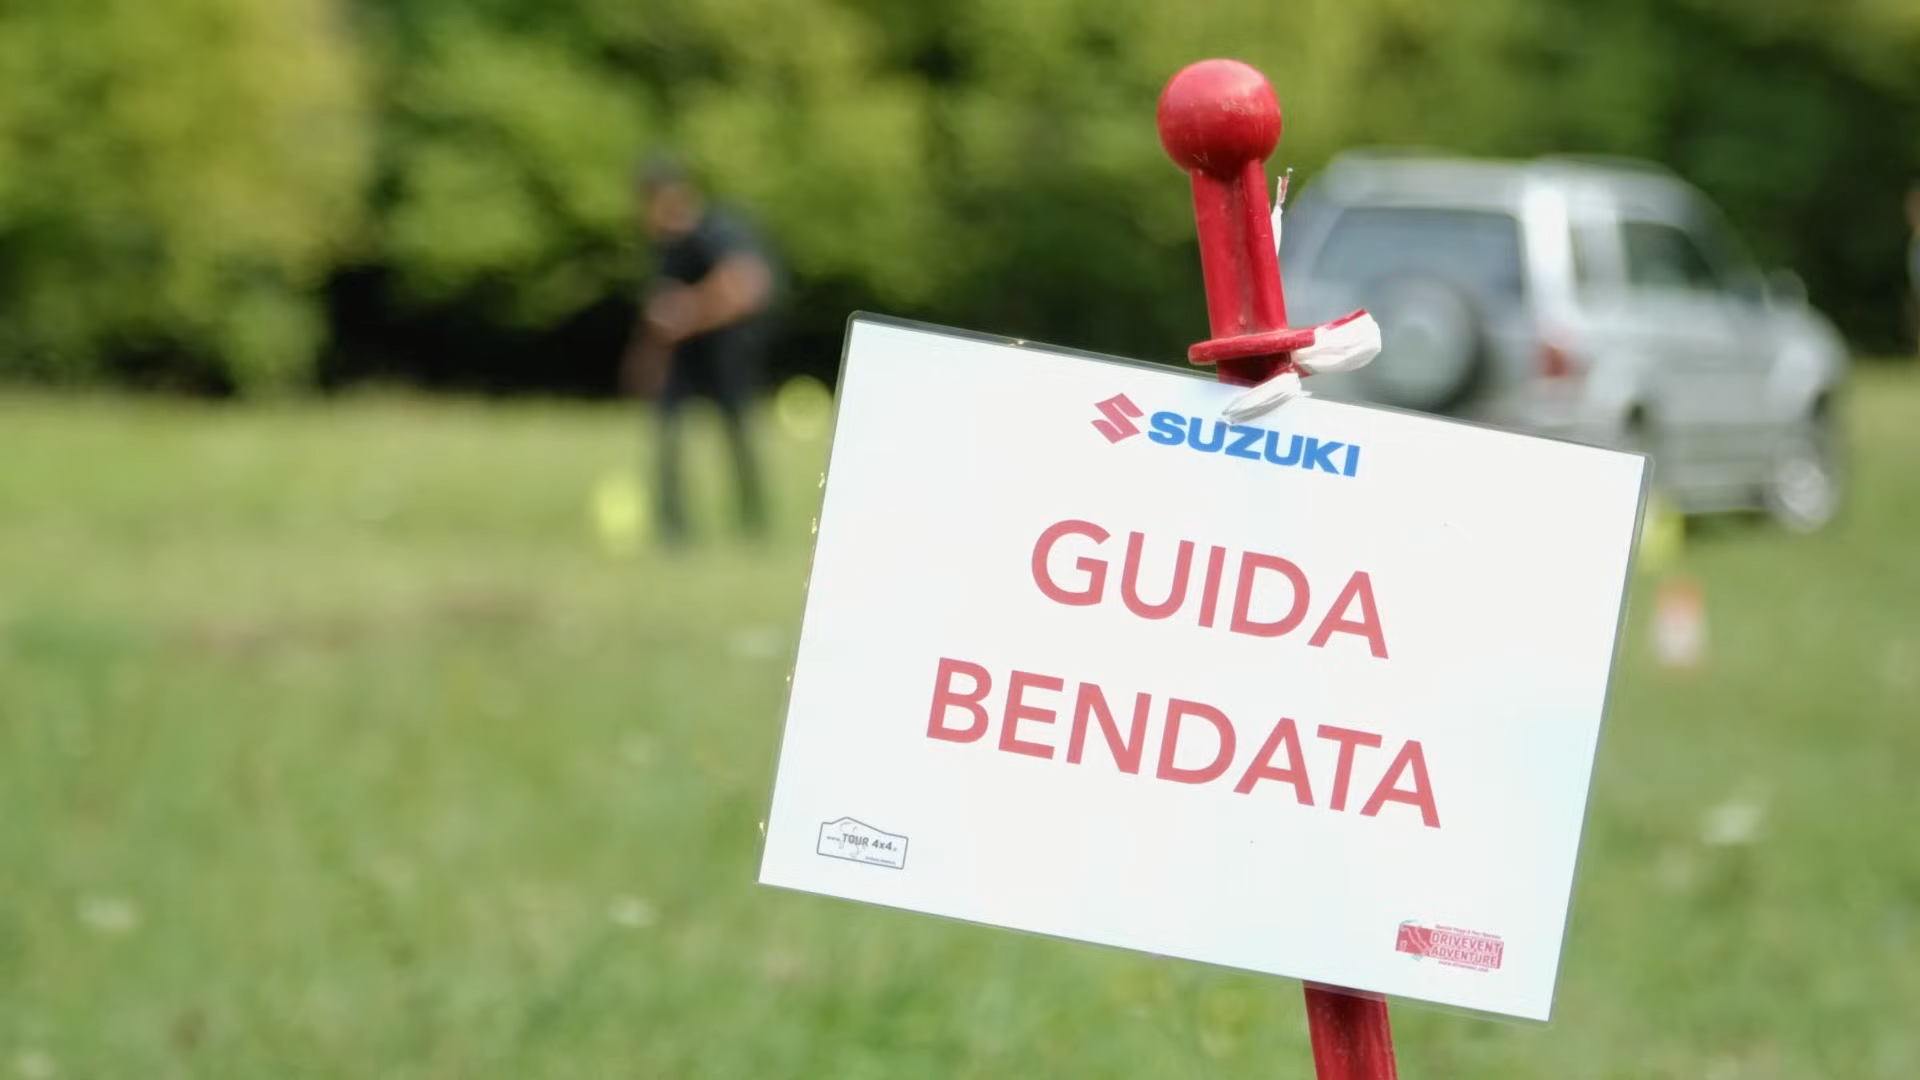 SUZUKI
GUIDA
BENDATA
TOUR 4x4
DRIVEVENT
ADVENTURE